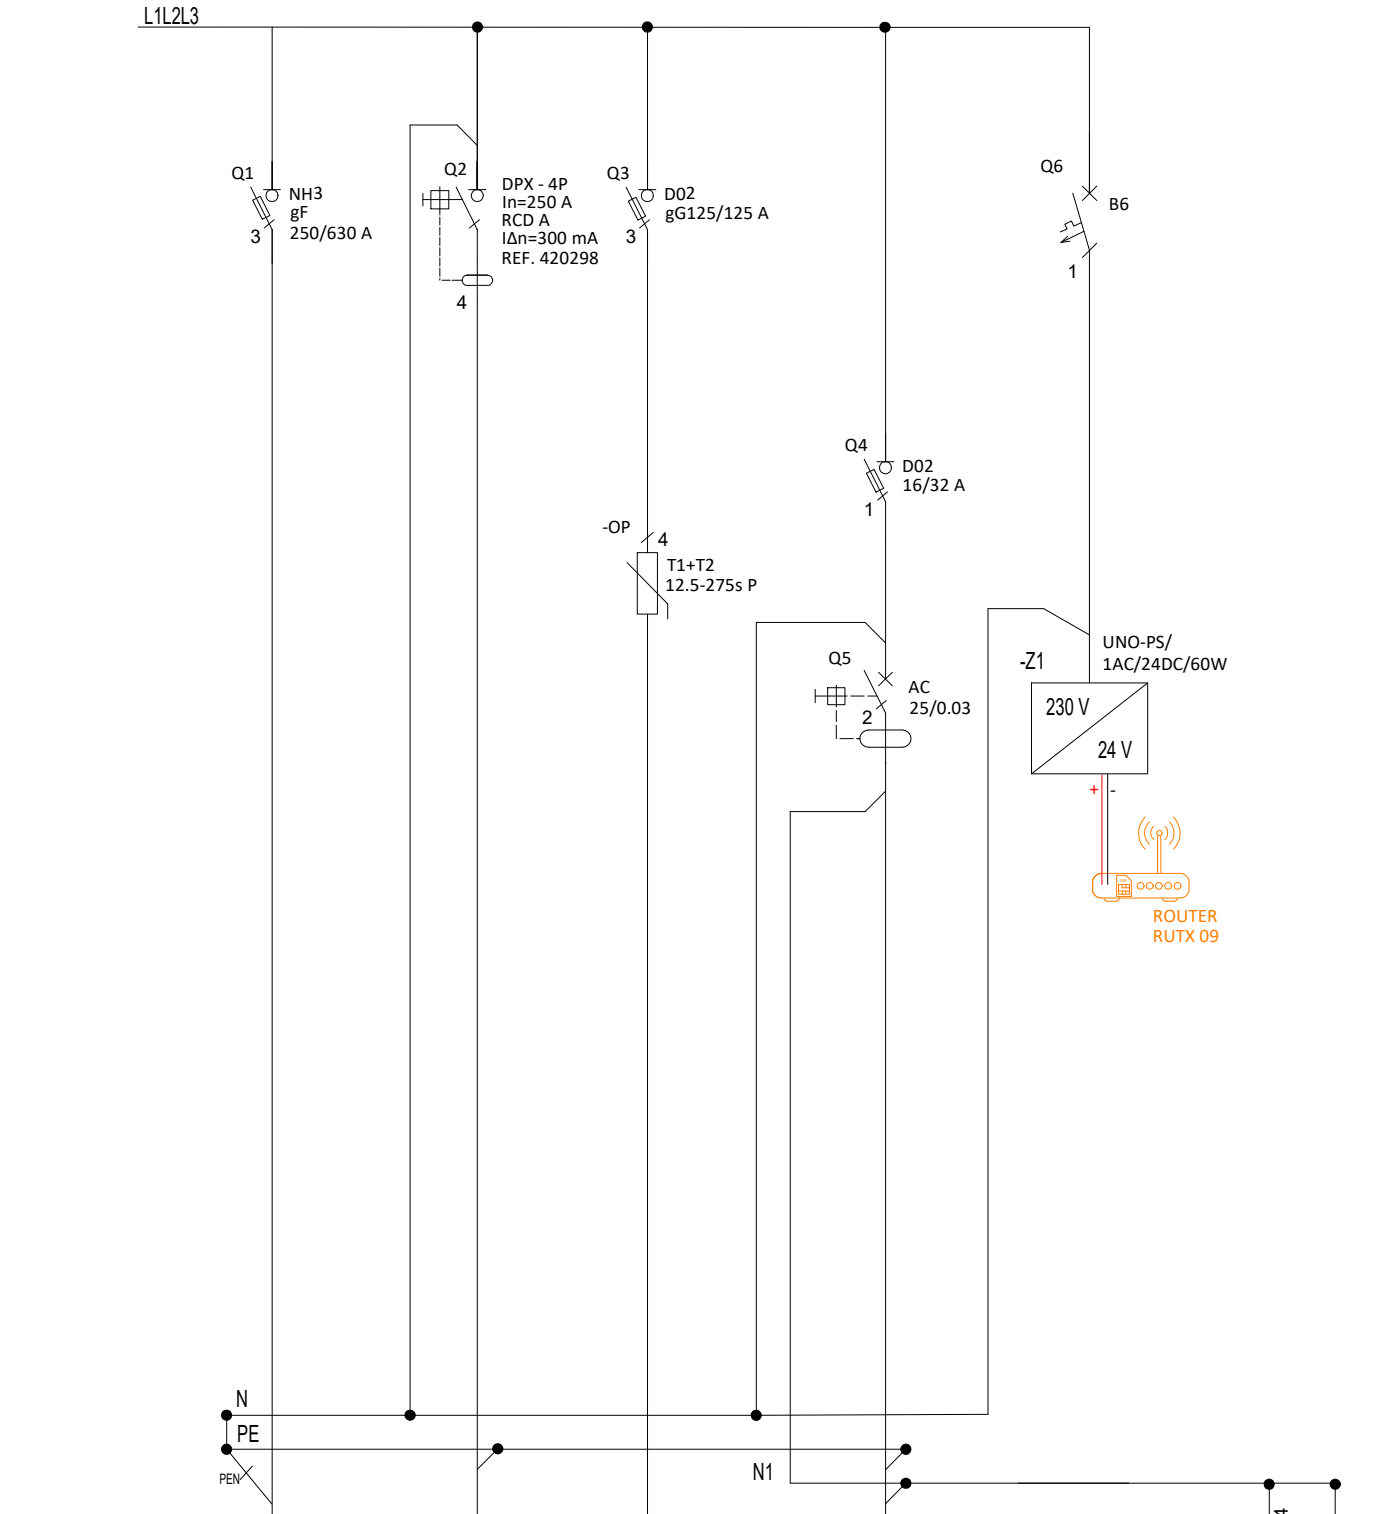 L1L2L3
Q1
NH3
gF
250/630 A
3
Q2
DPX - 4P
In=250 A
RCD A
IΔn=300 mA
REF. 420298
4
Q3
D02
gG125/125 A
3
Q6
B6
1
Q4
D02
16/32 A
1
-OP
4
T1+T2
12.5-275s P
Q5
AC
25/0.03
2
UNO-PS/
1AC/24DC/60W
-Z1
230 V
24 V
+ -
ROUTER
RUTX 09
N
PE
PEN
N1